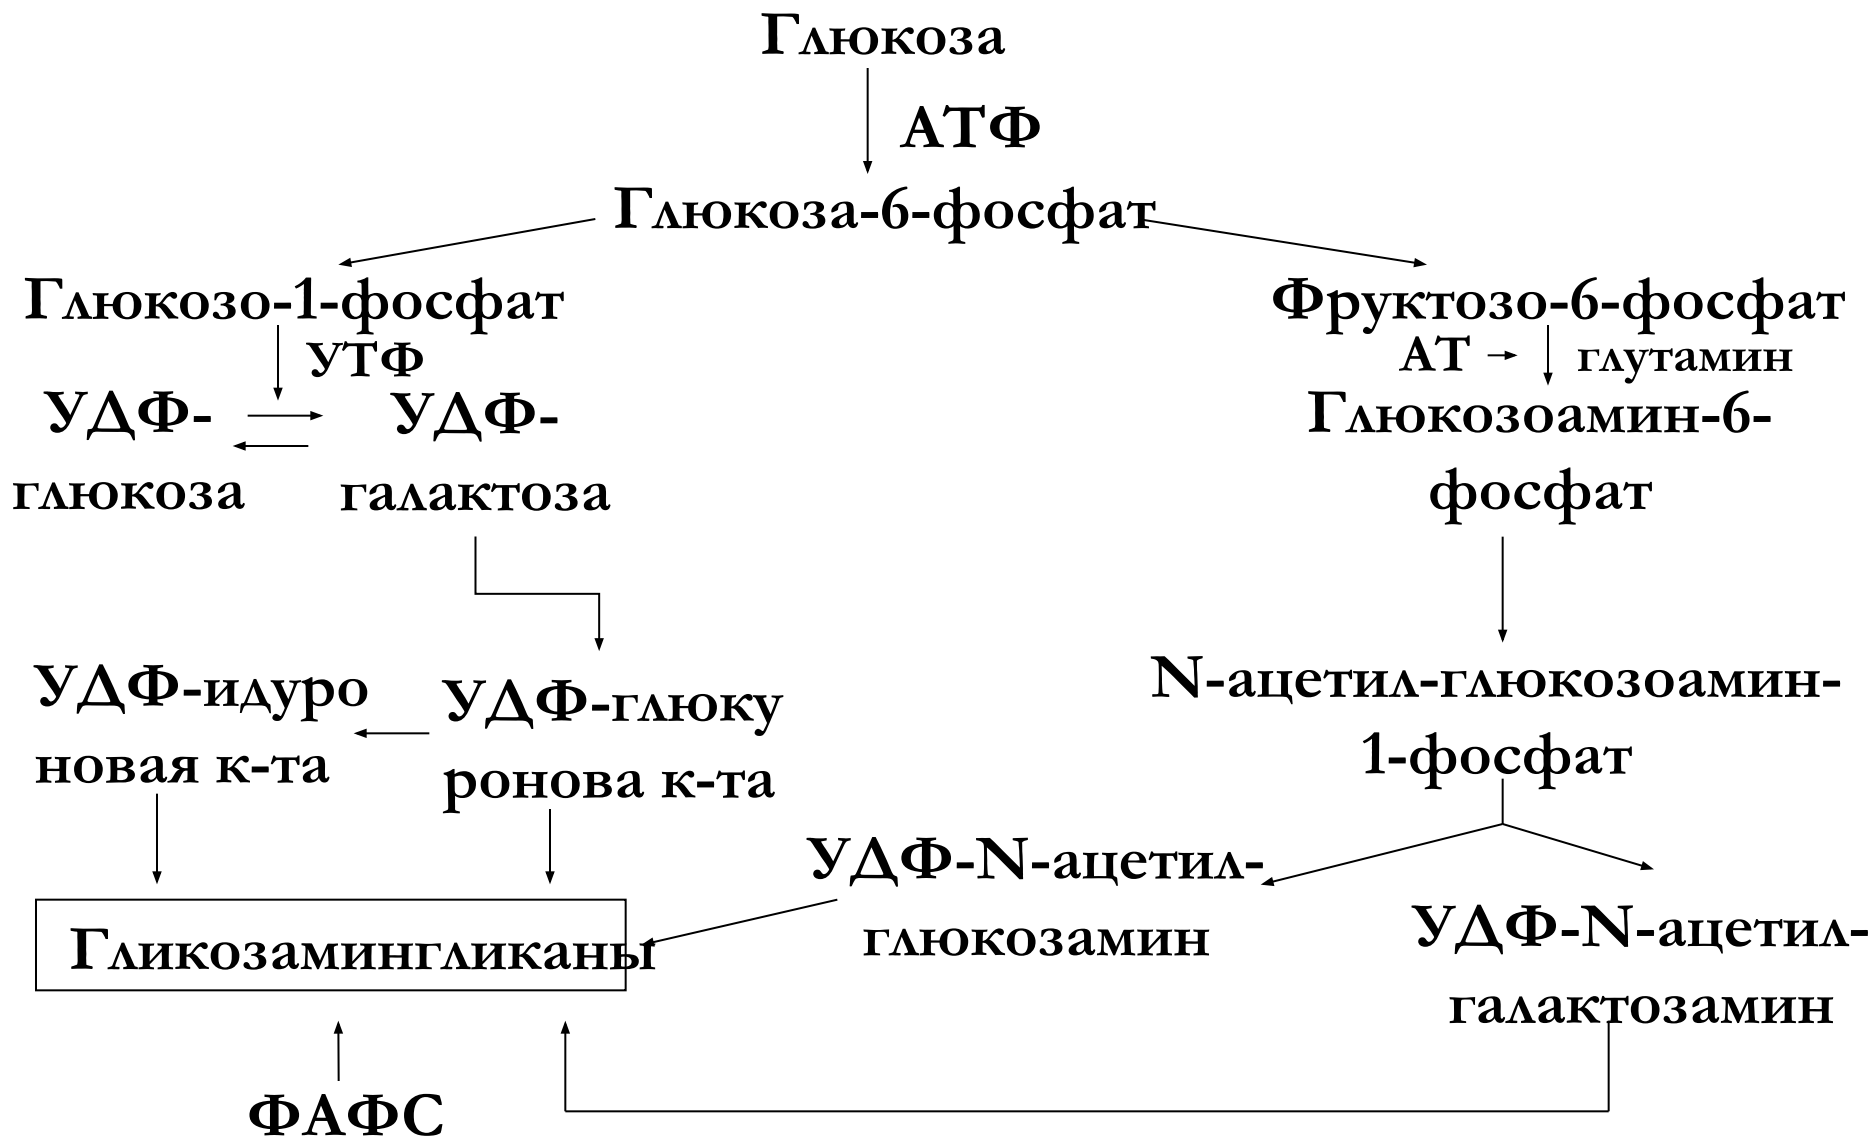 Глюкоза
АТФ
Глюкоза-6-фосфат
Глюкозо-1-фосфат
Фруктозо-6-фосфат
УТФ
АТ
глутамин
УДФ-
глюкоза
УДФ-
галактоза
Глюкозоамин-6-
фосфат
УДФ-идуро
новая к-та
УДФ-глюку
ронова к-та
N-ацетил-глюкозоамин-
1-фосфат
УДФ-N-ацетил-
глюкозамин
УДФ-N-ацетил-
галактозамин
Гликозамингликаны
ФАФС